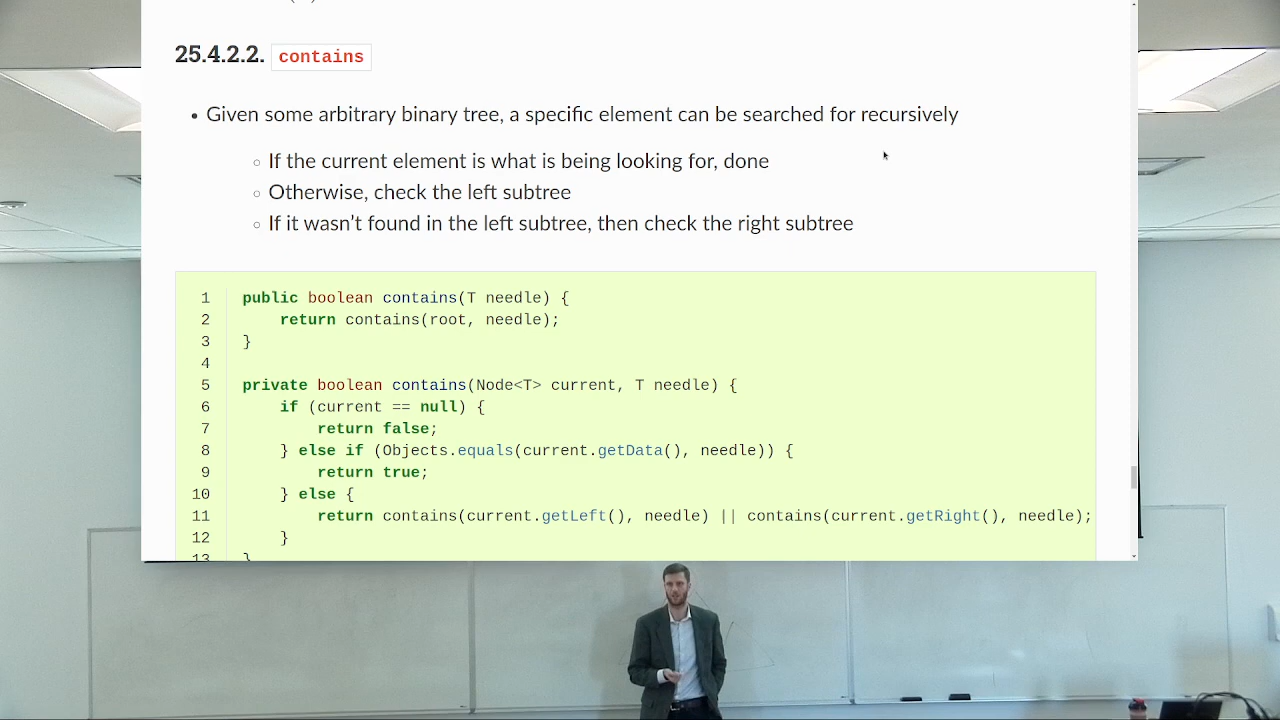 25.4.2.2. contains
• Given some arbitrary binary tree, a specific element can be searched for recursively
◦ If the current element is what is being looking for, done
◦ Otherwise, check the left subtree
◦ If it wasn't found in the left subtree, then check the right subtree
1 public boolean contains(T needle) {
2 return contains(root, needle);
3 }
4
5 private boolean contains(Node<T> current, T needle) {
6 if (current == null) {
7 return false;
8 } else if (Objects.equals(current.getData(), needle)) {
9 return true;
10 } else {
11 return contains(current.getLeft(), needle) || contains(current.getRight(), needle);
12 }
13 }